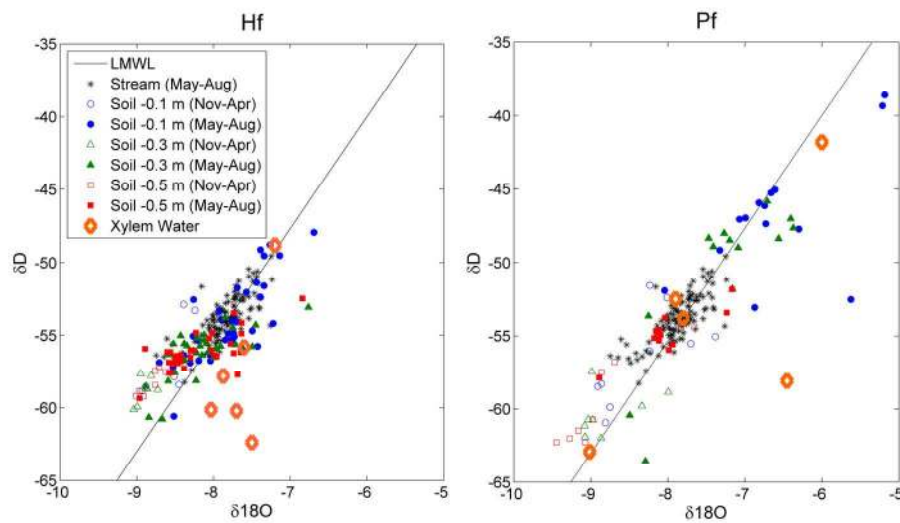 Hf
-35
-40
-45
-50
-55
-60
-65
-10
-9
-8
-7
-6
-5
δ18O
δD
LMWL
Stream (May-Aug)
Soil -0.1 m (Nov-Apr)
Soil -0.1 m (May-Aug)
Soil -0.3 m (Nov-Apr)
Soil -0.3 m (May-Aug)
Soil -0.5 m (Nov-Apr)
Soil -0.5 m (May-Aug)
Xylem Water
Pf
-35
-40
-45
-50
-55
-60
-65
-10
-9
-8
-7
-6
-5
δ18O
δD